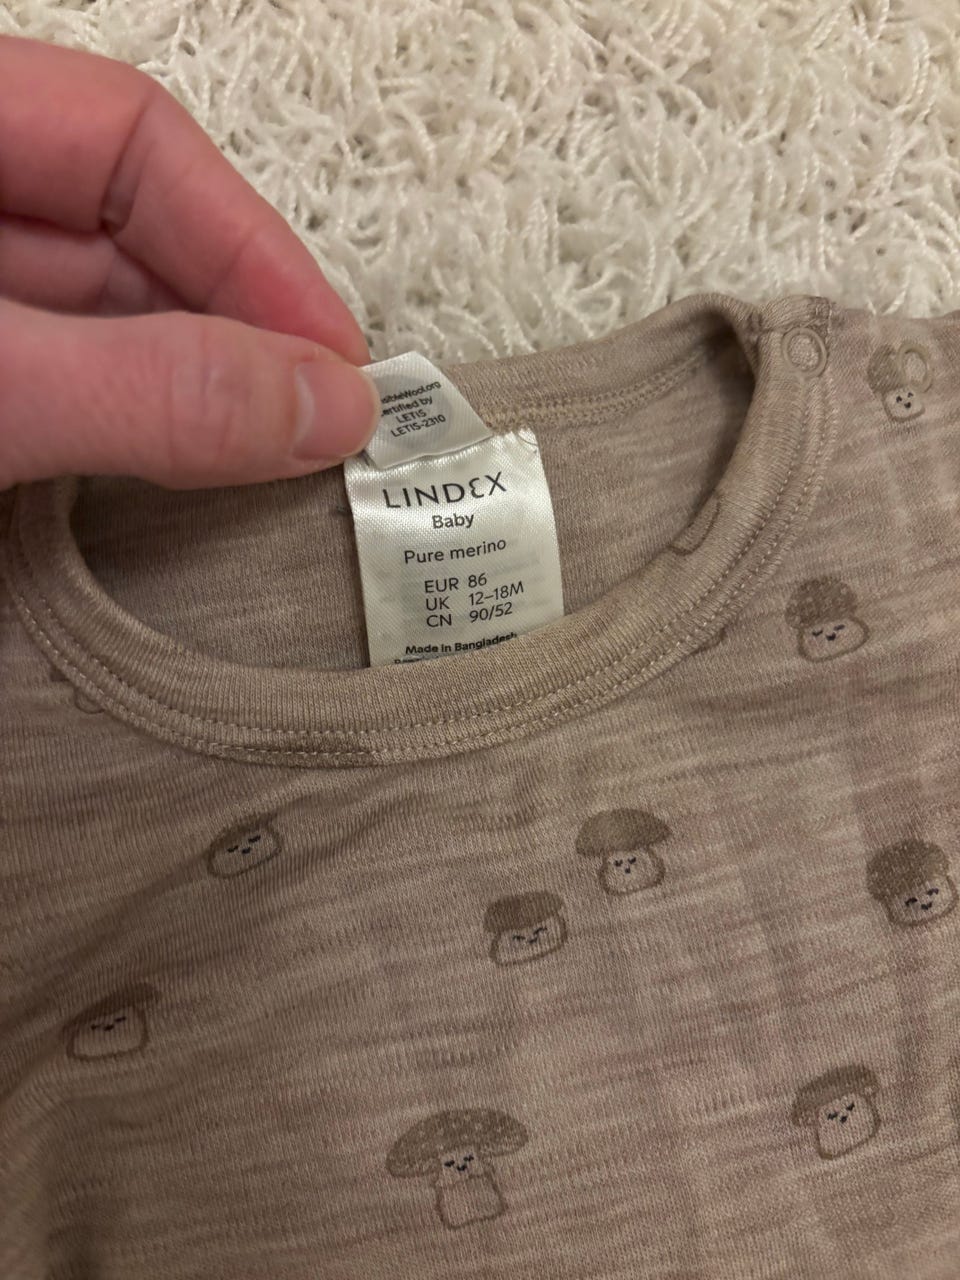 ertified by
LETIS
LETIS-2310
LINDEX
Baby
Pure merino
EUR 86
UK 12–18M
CN 90/52
Made in Bangladesh